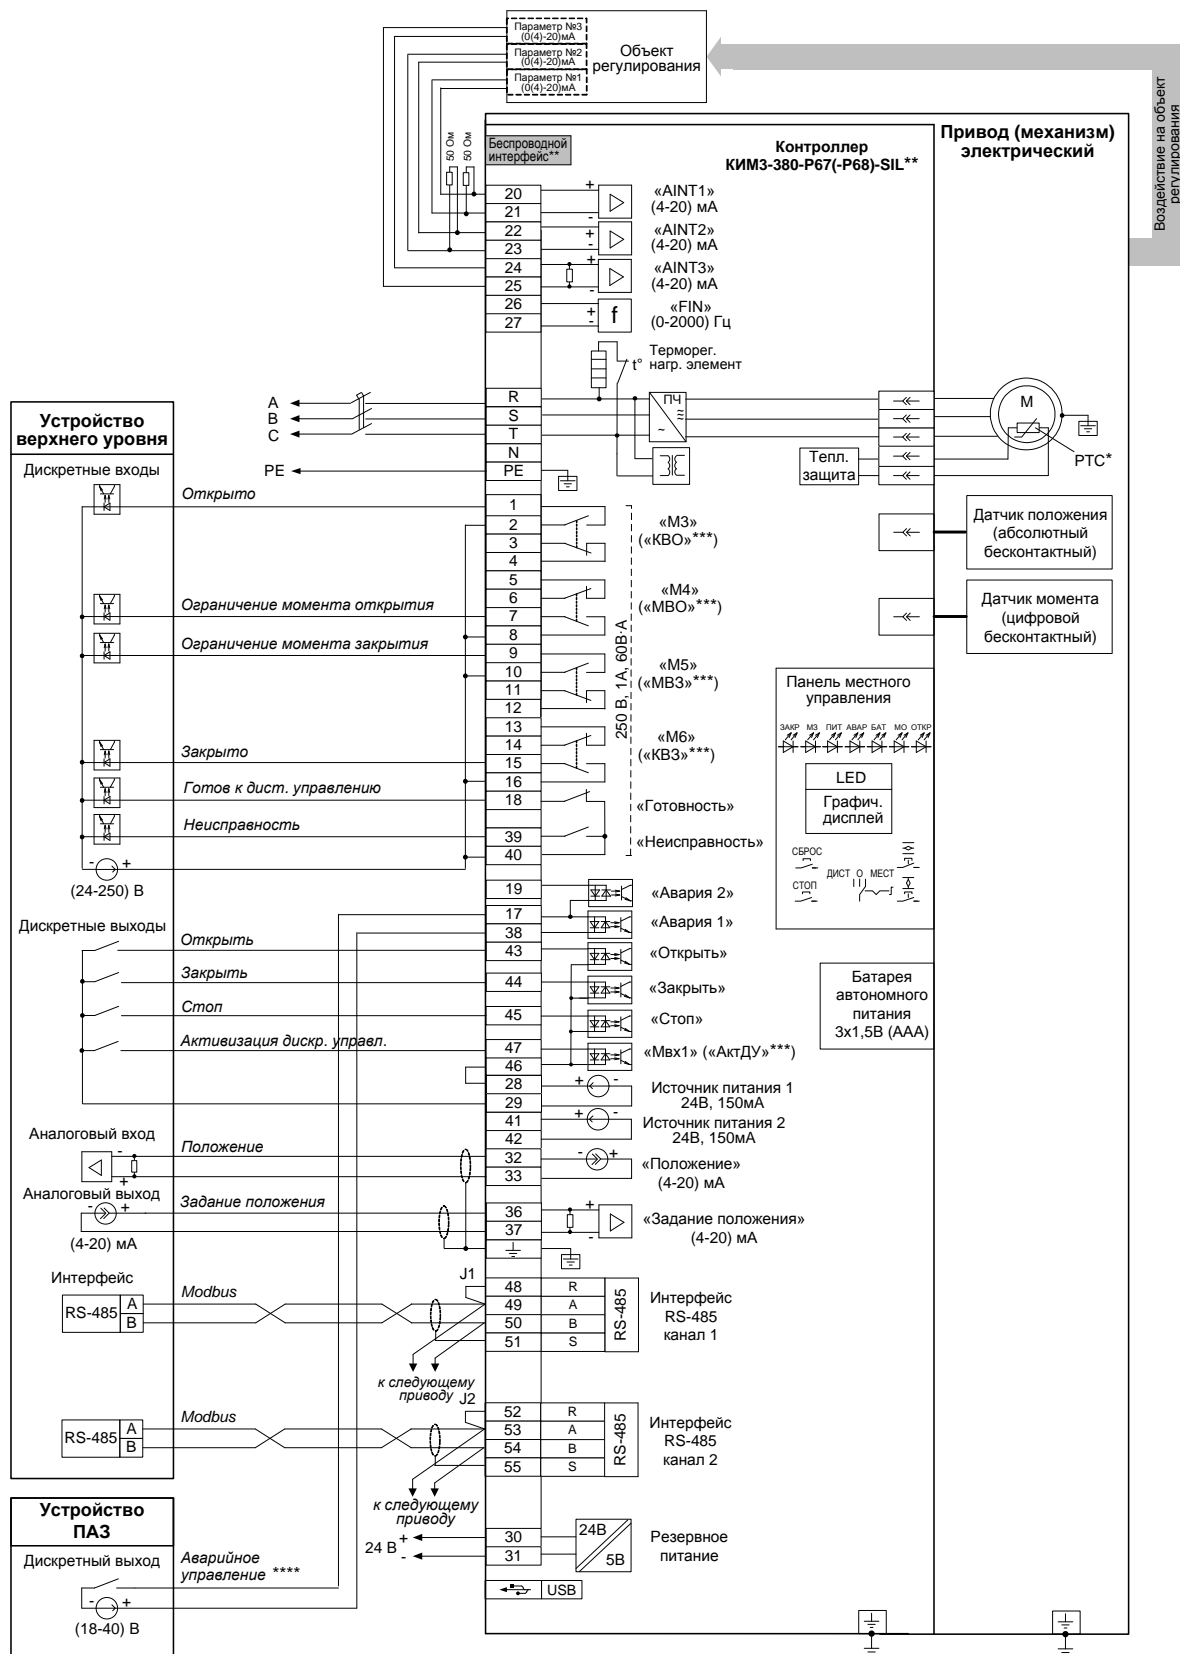 Параметр №3
(0(4)-20)мА
Параметр №2
(0(4)-20)мА
Параметр №1
(0(4)-20)мА
Объект
регулирования
Воздействие на объект
регулирования
50 Ом
50 Ом
Беспроводной
интерфейс**
Контроллер
КИМ3-380-Р67(-Р68)-SIL**
Привод (механизм)
электрический
20
21
22
23
24
25
26
27
+
-
«AINT1»
(4-20) мА
+
-
«AINT2»
(4-20) мА
+
-
«AINT3»
(4-20) мА
+
-
f
«FIN»
(0-2000) Гц
t°
Терморег.
нагр. элемент
A
B
C
PE
R
S
T
N
PE
ПЧ
≈
~
Тепл.
защита
М
РТС*
Устройство
верхнего уровня
Дискретные входы
Открыто
Ограничение момента открытия
Ограничение момента закрытия
Закрыто
Готов к дист. управлению
Неисправность
- +
(24-250) В
1
2
3
4
5
6
7
8
9
10
11
12
13
14
15
16
18
39
40
«М3»
(«КВО»***)
«М4»
(«МВО»***)
«М5»
(«МВЗ»***)
«М6»
(«КВЗ»***)
250 В, 1А, 60В·А
«Готовность»
«Неисправность»
Датчик положения
(абсолютный
бесконтактный)
Датчик момента
(цифровой
бесконтактный)
Панель местного
управления
ЗАКР МЗ ПИТ АВАР БАТ МО ОТКР
LED
Графич.
дисплей
СБРОС
СТОП
ДИСТ О МЕСТ
Батарея
автономного
питания
3х1,5В (ААА)
Дискретные выходы
Открыть
Закрыть
Стоп
Активизация дискр. управл.
19
17
38
43
44
45
47
46
28
29
41
42
32
33
36
37
«Авария 2»
«Авария 1»
«Открыть»
«Закрыть»
«Стоп»
«Мвх1» («АктДУ»***)
+ -
Источник питания 1
24В, 150мА
+ -
Источник питания 2
24В, 150мА
- +
«Положение»
(4-20) мА
+
-
«Задание положения»
(4-20) мА
Аналоговый вход
-
+
Положение
Аналоговый выход
- +
Задание положения
(4-20) мА
Интерфейс
RS-485
A
B
Modbus
J1
48 R
49 A
50 B
51 S
RS-485
Интерфейс
RS-485
канал 1
к следующему
приводу
RS-485
A
B
Modbus
J2
52 R
53 A
54 B
55 S
RS-485
Интерфейс
RS-485
канал 2
к следующему
приводу
24 В
+
-
30
31
24В
5В
Резервное
питание
USB
Устройство
ПАЗ
Дискретный выход
Аварийное
управление ****
- +
(18-40) В